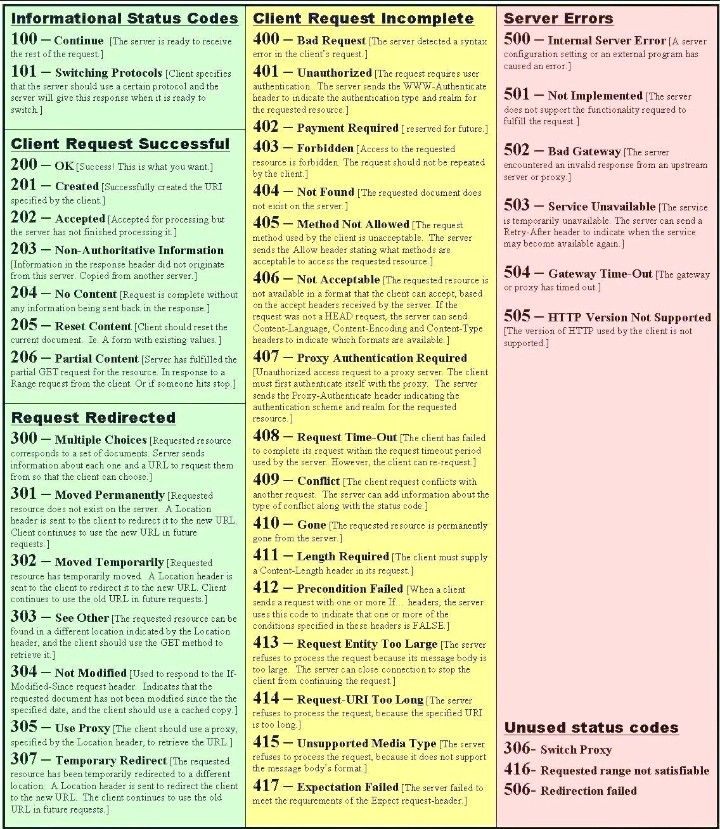 Informational Status Codes
100 – Continue [The server is ready to receive
the rest of the request.]
101 – Switching Protocols [Client specifies
that the server should use a certain protocol and the
server will give this response when it is ready to
switch.]
Client Request Successful
200 – OK [Success! This is what you want.]
201 – Created [Successfully created the URI
specified by the client.]
202 – Accepted [Accepted for processing but
the server has not finished processing it.]
203 – Non-Authoritative Information
[Information in the response header did not originate
from this server. Copied from another server.]
204 – No Content [Request is complete without
any information being sent back in the response.]
205 – Reset Content [Client should reset the
current document. Ie. A form with existing values.]
206 – Partial Content [Server has fulfilled the
partial GET request for the resource. In response to a
Range request from the client. Or if someone hits stop.]
Request Redirected
300 – Multiple Choices [Requested resource
corresponds to a set of documents. Server sends
information about each one and a URL to request them
from so that the client can choose.]
301 – Moved Permanently [Requested
resource does not exist on the server. A Location
header is sent to the client to redirect it to the new URL.
Client continues to use the new URL in future
requests.]
302 – Moved Temporarily [Requested
resource has temporarily moved. A Location header is
sent to the client to redirect it to the new URL. Client
continues to use the old URL in future requests.]
303 – See Other [The requested resource can be
found in a different location indicated by the Location
header, and the client should use the GET method to
retrieve it.]
304 – Not Modified [Used to respond to the If-
Modified-Since request header. Indicates that the
requested document has not been modified since the the
specified date, and the client should use a cached copy.]
305 – Use Proxy [The client should use a proxy,
specified by the Location header, to retrieve the URL.]
307 – Temporary Redirect [The requested
resource has been temporarily redirected to a different
location. A Location header is sent to redirect the client
to the new URL. The client continues to use the old
URL in future requests.]
Client Request Incomplete
400 – Bad Request [The server detected a syntax
error in the client's request.]
401 – Unauthorized [The request requires user
authentication. The server sends the WWW-Authenticate
header to indicate the authentication type and realm for
the requested resource.]
402 – Payment Required [reserved for future.]
403 – Forbidden [Access to the requested
resource is forbidden. The request should not be repeated
by the client.]
404 – Not Found [The requested document does
not exist on the server.]
405 – Method Not Allowed [The request
method used by the client is unacceptable. The server
sends the Allow header stating what methods are
acceptable to access the requested resource.]
406 – Not Acceptable [The requested resource is
not available in a format that the client can accept, based
on the accept headers received by the server. If the
request was not a HEAD request, the server can send
Content-Language, Content-Encoding and Content-Type
headers to indicate which formats are available.]
407 – Proxy Authentication Required
[Unauthorized access request to a proxy server. The client
must first authenticate itself with the proxy. The server
sends the Proxy-Authenticate header indicating the
authentication scheme and realm for the requested
resource.]
408 – Request Time-Out [The client has failed
to complete its request within the request timeout period
used by the server. However, the client can re-request.]
409 – Conflict [The client request conflicts with
another request. The server can add information about the
type of conflict along with the status code.]
410 – Gone [The requested resource is permanently
gone from the server.]
411 – Length Required [The client must supply
a Content-Length header in its request.]
412 – Precondition Failed [When a client
sends a request with one or more If... headers, the server
uses this code to indicate that one or more of the
conditions specified in these headers is FALSE.]
413 – Request Entity Too Large [The server
refuses to process the request because its message body is
too large. The server can close connection to stop the
client from continuing the request.]
414 – Request-URI Too Long [The server
refuses to process the request, because the specified URI
is too long.]
415 – Unsupported Media Type [The server
refuses to process the request, because it does not support
the message body's format.]
417 – Expectation Failed [The server failed to
meet the requirements of the Expect request-header.]
Server Errors
500 – Internal Server Error [A server
configuration setting or an external program has
caused an error.]
501 – Not Implemented [The server
does not support the functionality required to
fulfill the request.]
502 – Bad Gateway [The server
encountered an invalid response from an upstream
server or proxy.]
503 – Service Unavailable [The service
is temporarily unavailable. The server can send a
Retry-After header to indicate when the service
may become available again.]
504 – Gateway Time-Out [The gateway
or proxy has timed out.]
505 – HTTP Version Not Supported
[The version of HTTP used by the client is not
supported.]
Unused status codes
306- Switch Proxy
416- Requested range not satisfiable
506- Redirection failed